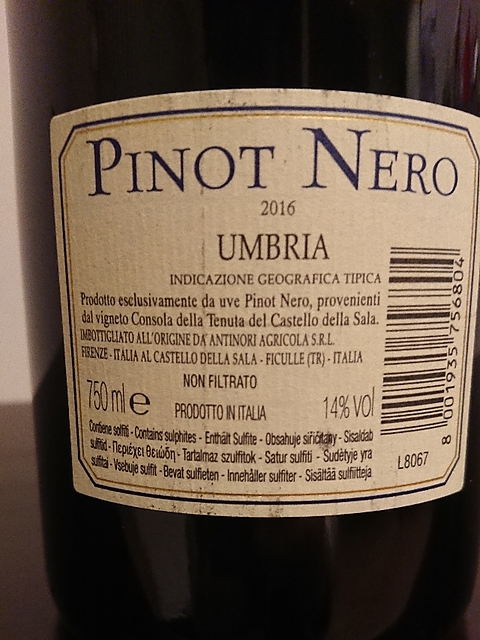 PINOT NERO
2016
UMBRIA
INDICAZIONE GEOGRAFICA TIPICA
Prodotto esclusivamente da uve Pinot Nero, provenienti
dal vigneto Consola della Tenuta del Castello della Sala.
IMBOTTIGLIATO ALL'ORIGINE DA ANTINORI AGRICOLA S.R.L.
FIRENZE - ITALIA AL CASTELLO DELLA SALA - FICULLE (TR) - ITALIA
NON FILTRATO
750 ml e PRODOTTO IN ITALIA 14% vol
Contiene solfiti - Contains sulphites - Enthält Sulfite - Obsahuje siřičitany - Sisaldab
sulfitid - Περιέχει Θειώδη - Tartalmaz szulfitok - Satur sulfiti - Sudėtyje yra
sulfitai - Vsebuje sulfit - Bevat sulfieten - Innehåller sulfiter - Sisältää sulfiitteja
L8067
8 001935 756804